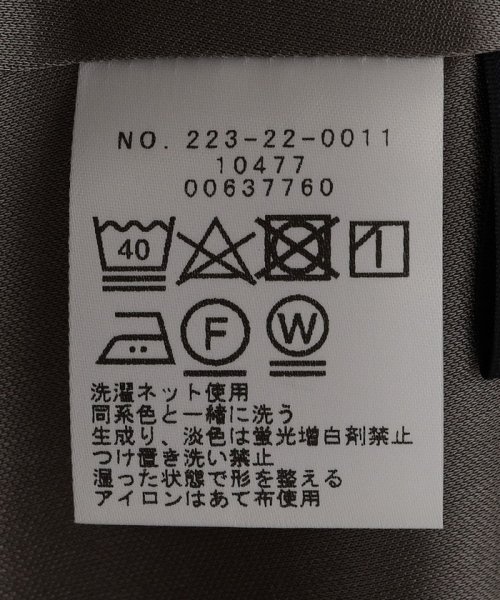 NO. 223-22-0011
10477
00637760
40
F W
洗濯ネット使用
同系色と一緒に洗う
生成り、淡色は蛍光増白剤禁止
つけ置き洗い禁止
湿った状態で形を整える
アイロンはあて布使用